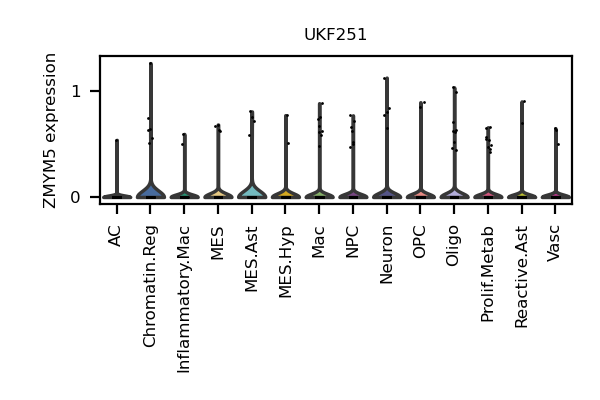 UKF251
ZMYM5 expression
1
0
AC
Chromatin.Reg
Inflammatory.Mac
MES
MES.Ast
MES.Hyp
Mac
NPC
Neuron
OPC
Oligo
Prolif.Metab
Reactive.Ast
Vasc